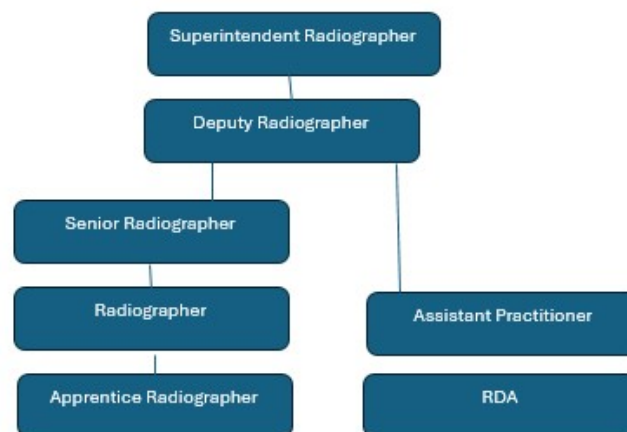 Superintendent Radiographer
Deputy Radiographer
Senior Radiographer
Radiographer
Assistant Practitioner
Apprentice Radiographer
RDA